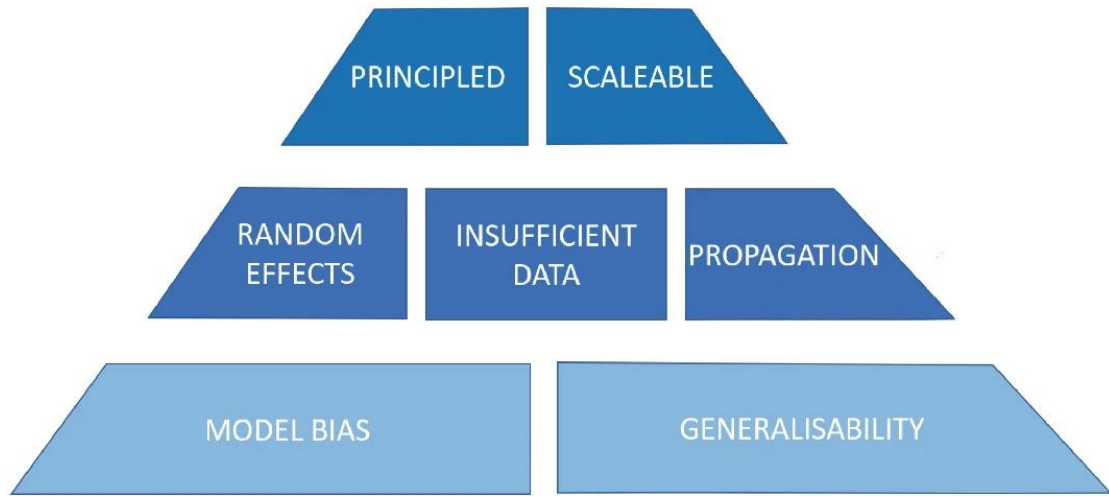 PRINCIPLED
SCALEABLE
RANDOM
EFFECTS
INSUFFICIENT
DATA
PROPAGATION
MODEL BIAS
GENERALISABILITY